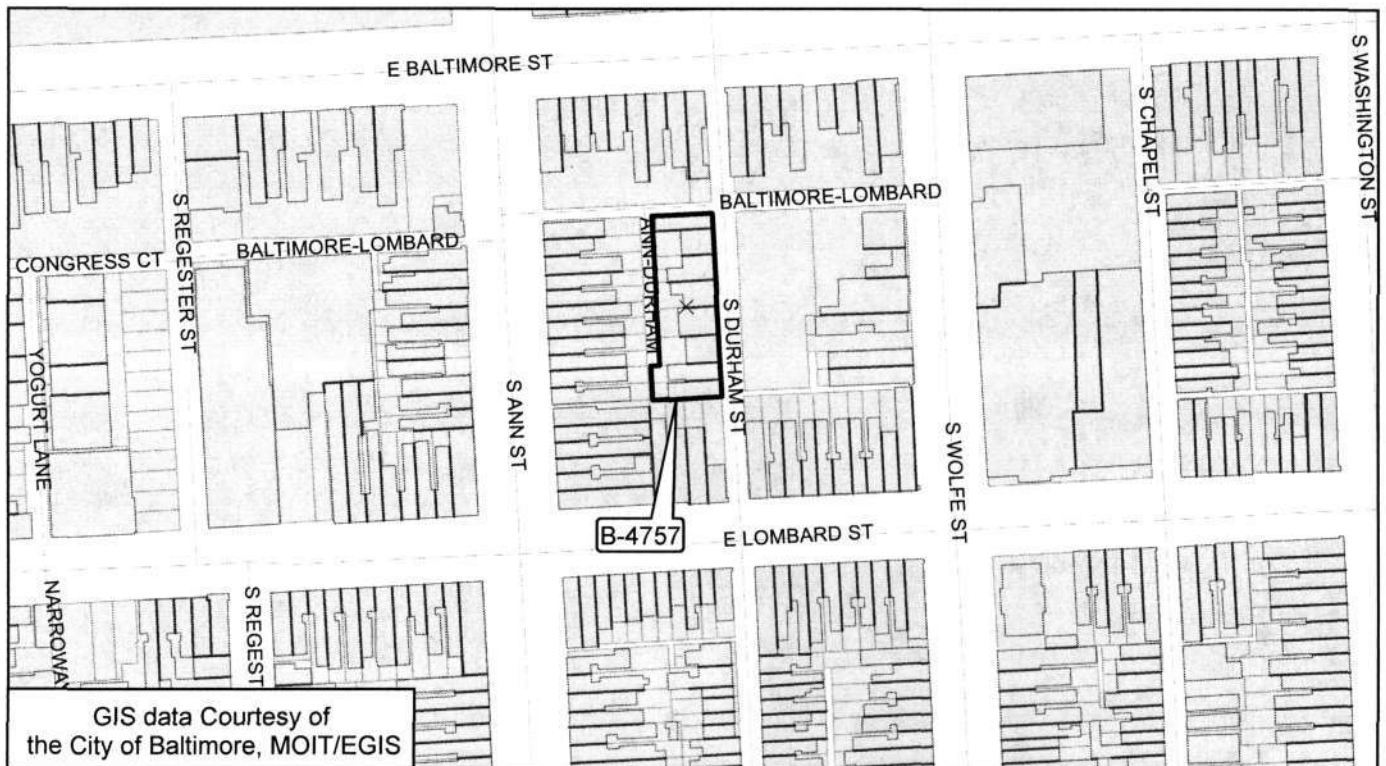 E BALTIMORE ST
S WASHINGTON ST
S CHAPEL ST
S REGESTER ST
BALTIMORE-LOMBARD
BALTIMORE-LOMBARD
CONGRESS CT
ANN-DURHAM
S DURHAM ST
YOGURT LANE
S ANN ST
S WOLFE ST
B-4757
E LOMBARD ST
NARROWAY
S REGEST
GIS data Courtesy of
the City of Baltimore, MOIT/EGIS